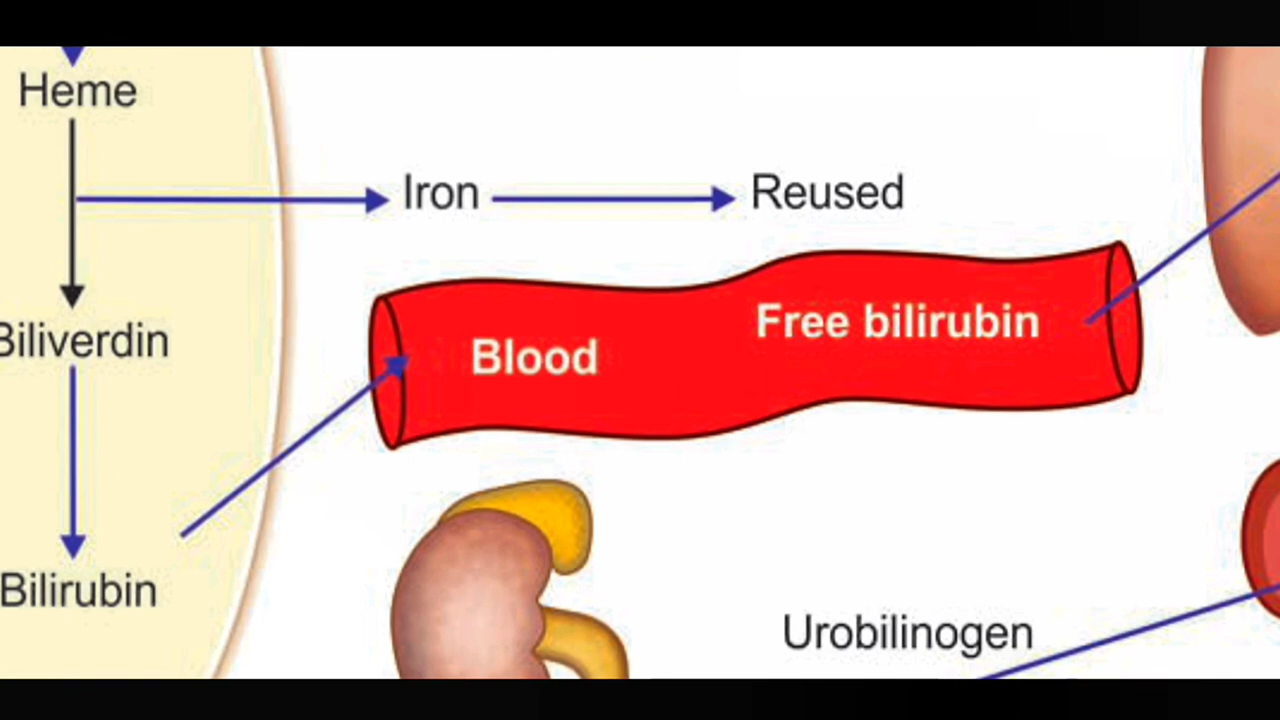 Heme
Iron
Reused
Biliverdin
Blood
Free bilirubin
Bilirubin
Urobilinogen